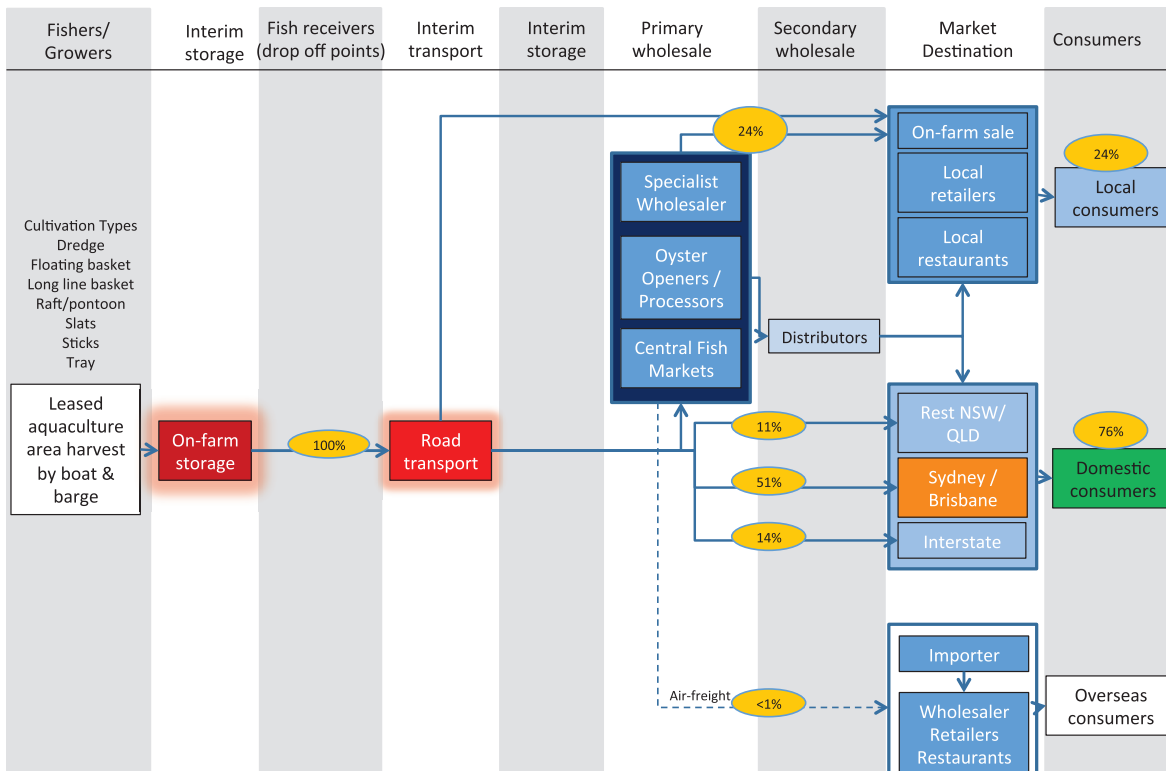 Fishers/
Growers
Interim
storage
Fish receivers
(drop off points)
Interim
transport
Interim
storage
Primary
wholesale
Secondary
wholesale
Market
Destination
Consumers
Cultivation Types
Dredge
Floating basket
Long line basket
Raft/pontoon
Slats
Sticks
Tray
Leased
aquaculture
area harvest
by boat &
barge
On-farm
storage
100%
Road
transport
Specialist
Wholesaler
Oyster
Openers /
Processors
Central Fish
Markets
24%
Distributors
11%
51%
14%
Air-freight
<1%
On-farm sale
Local
retailers
Local
restaurants
Rest NSW/
QLD
Sydney /
Brisbane
Interstate
Importer
Wholesaler
Retailers
Restaurants
24%
Local
consumers
76%
Domestic
consumers
Overseas
consumers